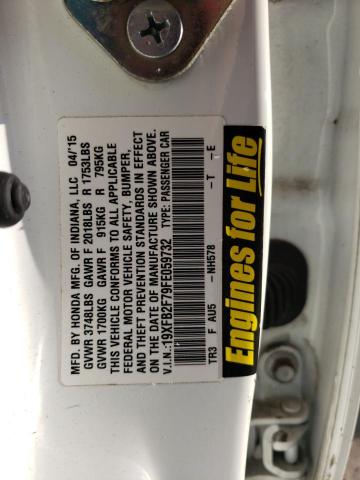 MFD. BY HONDA MFG. OF INDIANA, LLC 04/'15
GVWR 3748LBS GAWR F 2018LBS R 1753LBS
GVWR 1700KG GAWR F 915KG R 795KG
THIS VEHICLE CONFORMS TO ALL APPLICABLE
FEDERAL MOTOR VEHICLE SAFETY, BUMPER,
AND THEFT PREVENTION STANDARDS IN EFFECT
ON THE DATE OF MANUFACTURE SHOWN ABOVE.
V.I.N.:19XFB2F79FE059732 TYPE: PASSENGER CAR
TR3 F AU5 -NH578 -T -E
Engines for Life